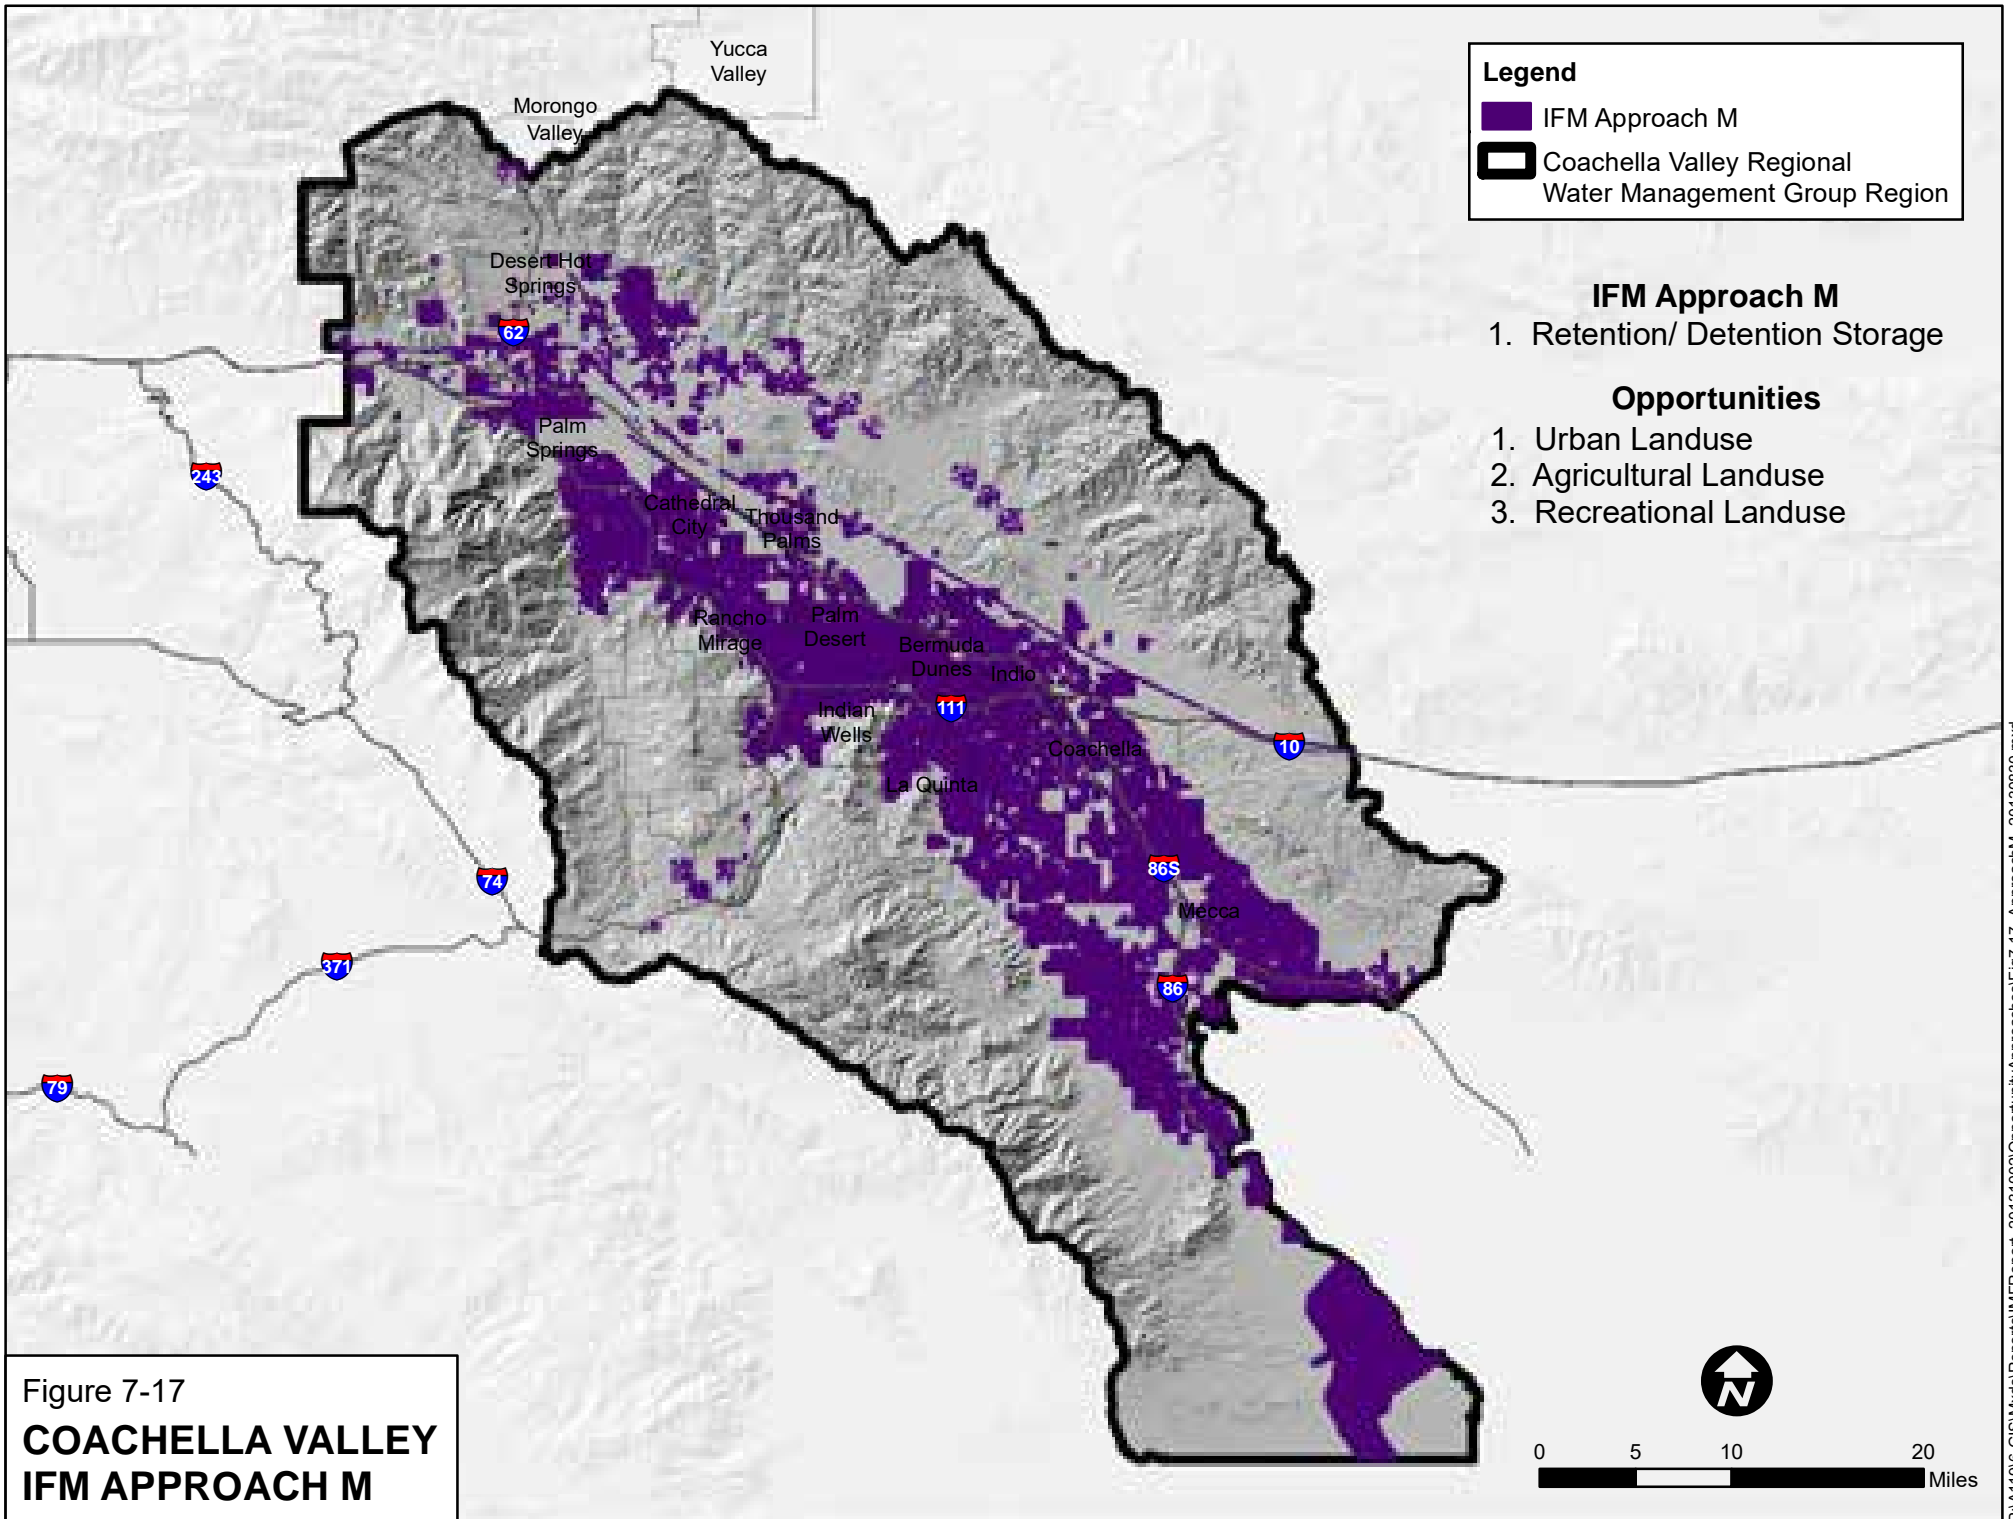 Yucca
Valley
Morongo
Valley
Legend
IFM Approach M
Coachella Valley Regional
Water Management Group Region
IFM Approach M
1. Retention/ Detention Storage
Opportunities
1. Urban Landuse
2. Agricultural Landuse
3. Recreational Landuse
Desert Hot
Springs
62
Palm
Springs
243
Cathedral
City
Thousand
Palms
Rancho
Mirage
Palm
Desert
Bermuda
Dunes
Indio
Indian
Wells
111
10
Coachella
La Quinta
74
86S
Mecca
371
86
79
Figure 7-17
COACHELLA VALLEY
IFM APPROACH M
N
0 5 10 20
Miles